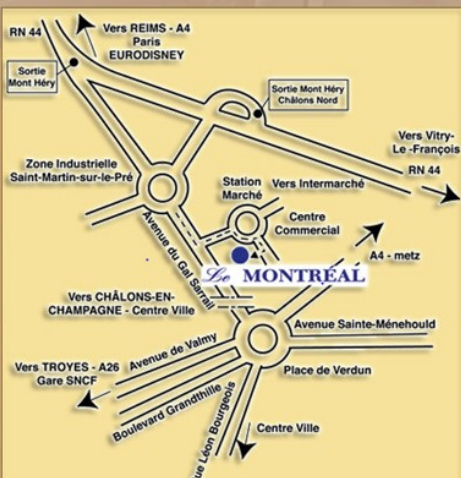 RN 44
Vers REIMS - A4
Paris
EURODISNEY
Sortie
Mont Héry
Sortie Mont Héry
Châlons Nord
Vers Vitry-
Le -François
RN 44
Zone Industrielle
Saint-Martin-sur-le-Pré
Station
Marché
Vers Intermarché
Centre
Commercial
Avenue du Gal Sarrail
A4 - metz
Le MONTRÉAL
Vers CHÂLONS-EN-
CHAMPAGNE - Centre Ville
Avenue Sainte-Ménehould
Avenue de Valmy
Vers TROYES - A26
Gare SNCF
Place de Verdun
Boulevard Grandthille
ue Léon Bourgeois
Centre Ville